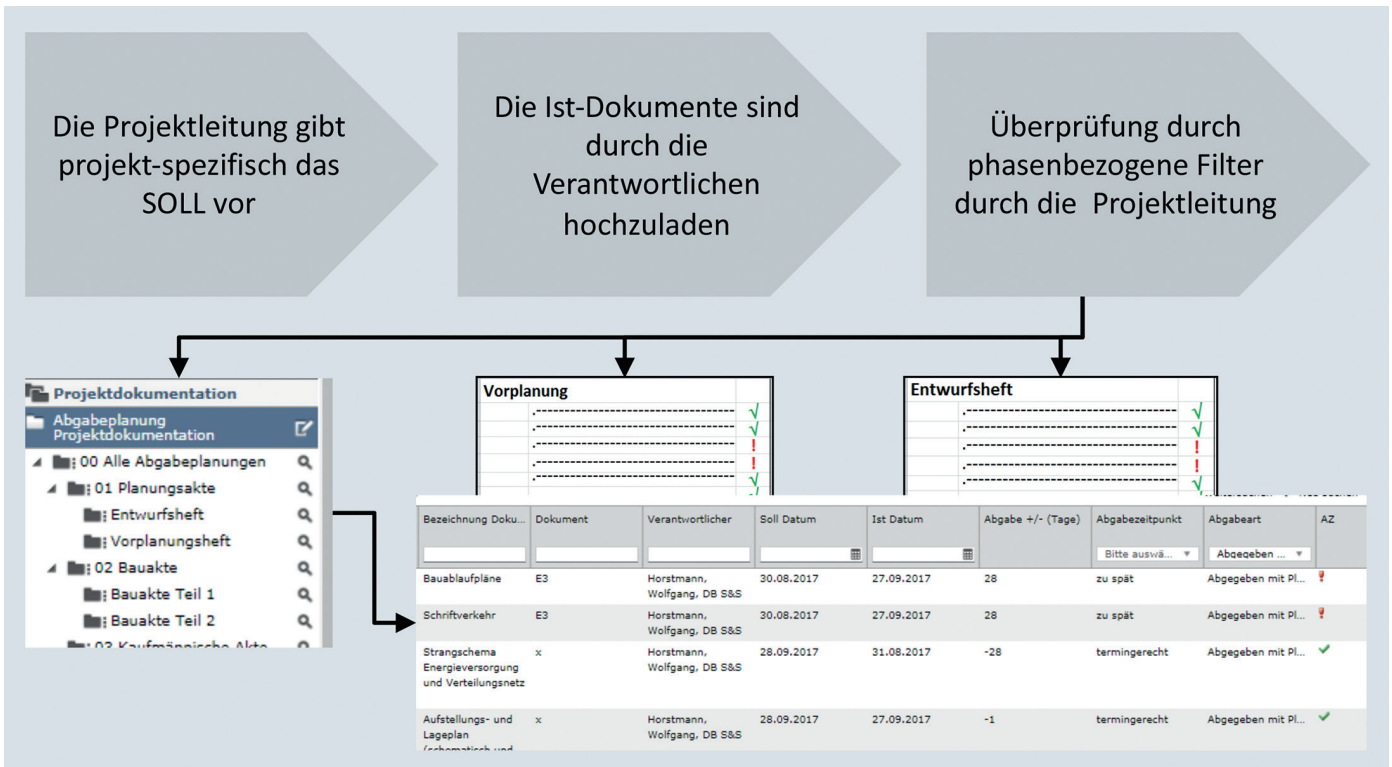 Die Projektleitung gibt
projekt-spezifisch das
SOLL vor
Die Ist-Dokumente sind
durch die
Verantwortlichen
hochzuladen
Überprüfung durch
phasenbezogene Filter
durch die Projektleitung
Projektdokumentation
Abgabeplanung
Projektdokumentation
00 Alle Abgabeplanungen
01 Planungsakte
Entwurfsheft
Vorplanungsheft
02 Bauakte
Bauakte Teil 1
Bauakte Teil 2
03 Kaufmännische Akte
Vorplanung
Entwurfsheft
Bezeichnung Doku... Dokument Verantwortlicher Soll Datum Ist Datum Abgabe +/- (Tage) Abgabezeitpunkt Abgabeart AZ
Bitte auswä... Abgegeben ...
Bauablaufpläne E3 Horstmann, 30.08.2017 27.09.2017 28 zu spät Abgegeben mit Pl...
Wolfgang, DB S&S
Schriftverkehr E3 Horstmann, 30.08.2017 27.09.2017 28 zu spät Abgegeben mit Pl...
Wolfgang, DB S&S
Strangschema x Horstmann, 28.09.2017 31.08.2017 -28 termingerecht Abgegeben mit Pl...
Energieversorgung Wolfgang, DB S&S
und Verteilungsnetz
Aufstellungs- und x Horstmann, 28.09.2017 27.09.2017 -1 termingerecht Abgegeben mit Pl...
Lageplan Wolfgang, DB S&S
(schematisch und